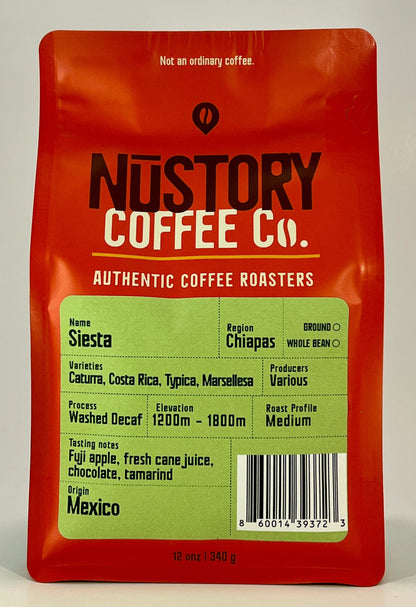 Not an ordinary coffee.
NūSTORY
COFFEE Co.
AUTHENTIC COFFEE ROASTERS
Name
Siesta
Region
Chiapas
GROUND
WHOLE BEAN
Varieties
Caturra, Costa Rica, Typica, Marsellesa
Producers
Various
Process
Washed Decaf
Elevation
1200m - 1800m
Roast Profile
Medium
Tasting notes
Fuji apple, fresh cane juice,
chocolate, tamarind
Origin
Mexico
8 60014 39372 3
12 onz | 340 g